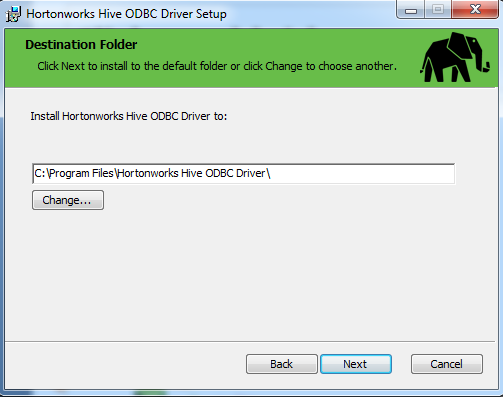 Hortonworks Hive ODBC Driver Setup
Destination Folder
Click Next to install to the default folder or click Change to choose another.
Install Hortonworks Hive ODBC Driver to:
C:\Program Files\Hortonworks Hive ODBC Driver\
Change...
Back Next Cancel